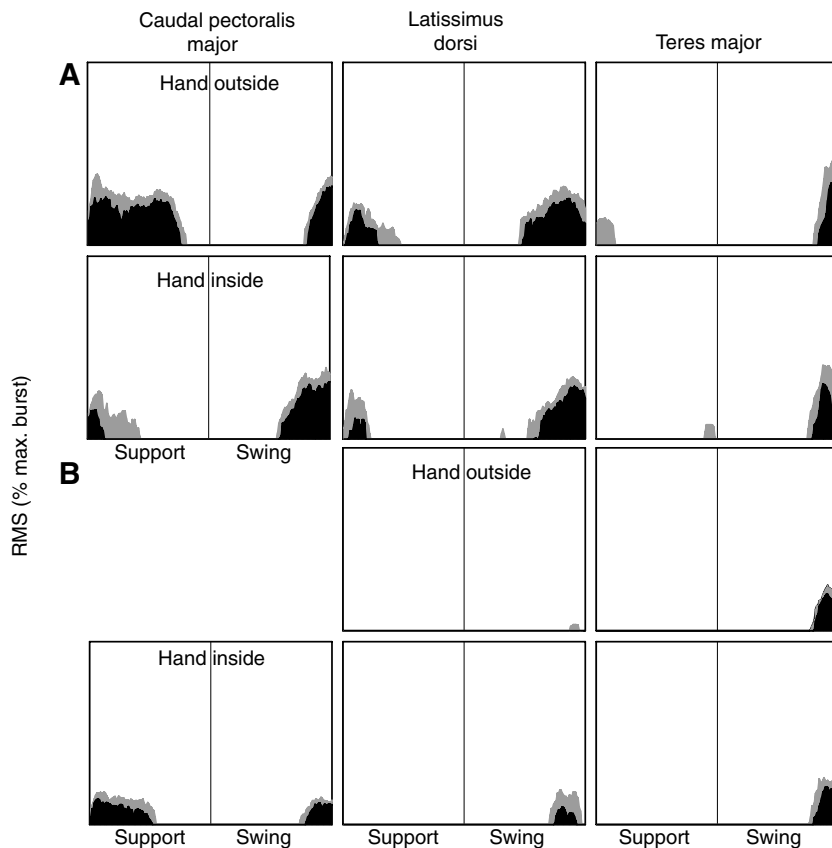 Caudal pectoralis
major
Latissimus
dorsi
Teres major
A
Hand outside
Hand inside
Support
Swing
B
Hand outside
RMS (% max. burst)
Hand inside
Support
Swing
Support
Swing
Support
Swing